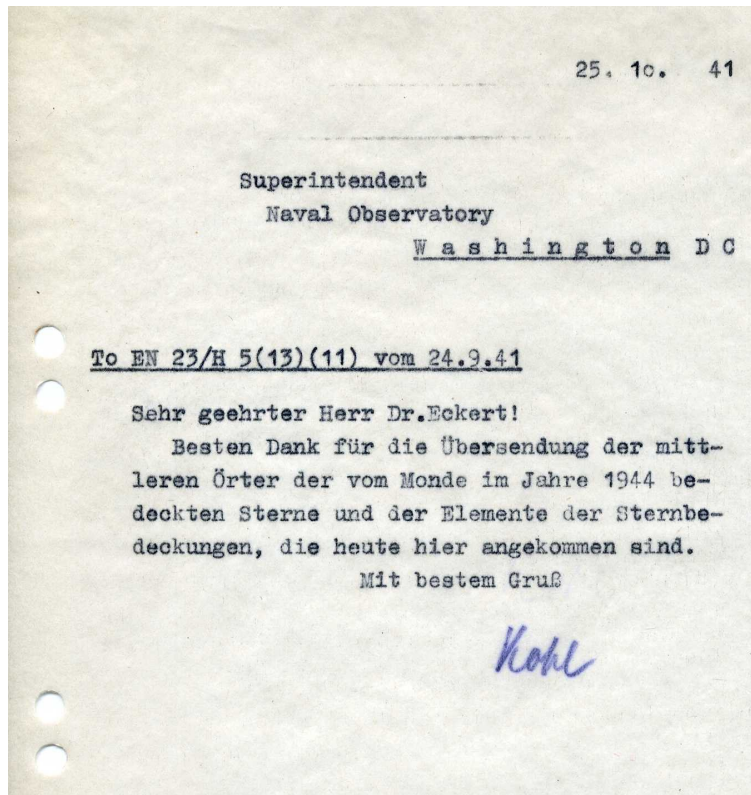 25. 1o. 41
Superintendent
Naval Observatory
Washington DC
To EN 23/H 5(13)(11) vom 24.9.41
Sehr geehrter Herr Dr.Eckert!
Besten Dank für die Übersendung der mitt-
leren Örter der vom Monde im Jahre 1944 be-
deckten Sterne und der Elemente der Sternbe-
deckungen, die heute hier angekommen sind.
Mit bestem Gruß
Kohl